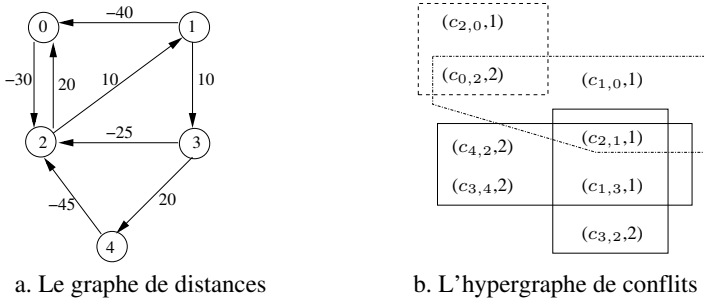 0
−40
1
−30
20
10
10
2
−25
3
−45
20
4
a. Le graphe de distances
(c2,0,1)
(c0,2,2)
(c1,0,1)
(c4,2,2)
(c2,1,1)
(c3,4,2)
(c1,3,1)
(c3,2,2)
b. L'hypergraphe de conflits